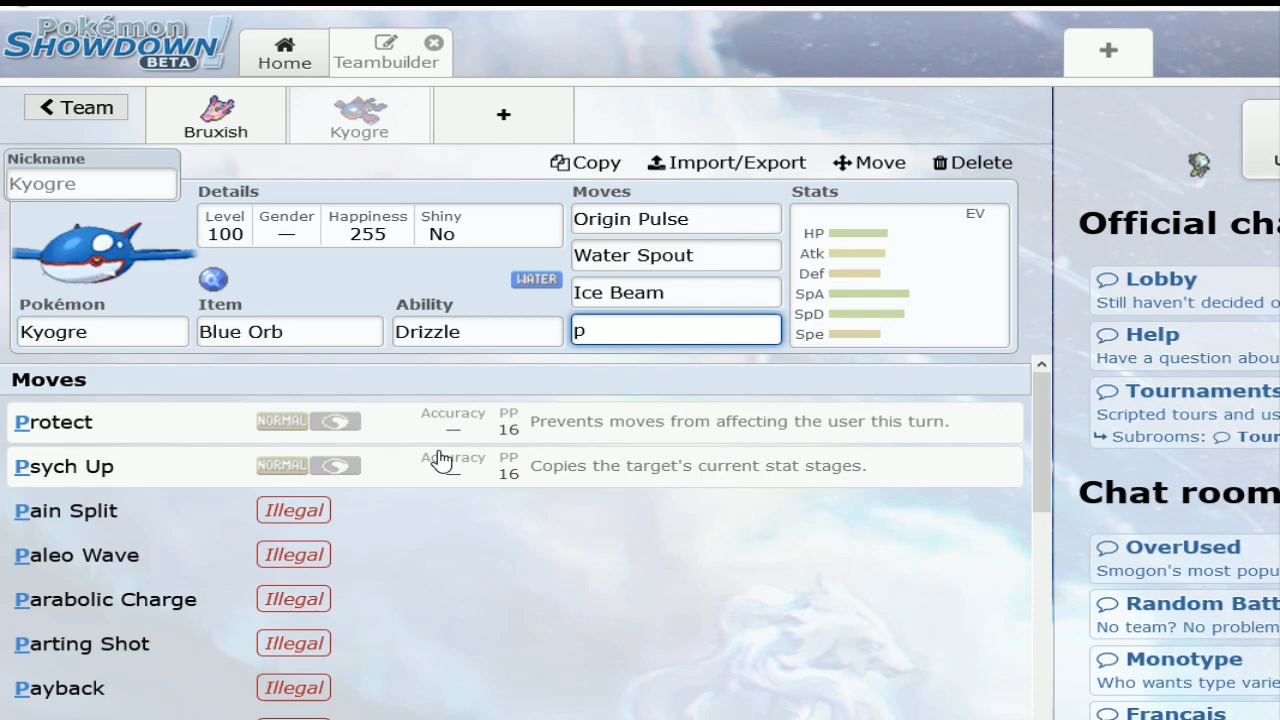 Pokémon
SHOWDOWN!
BETA
Home
Teambuilder
+
< Team
Bruxish
Kyogre
+
Nickname
Kyogre
Copy
Import/Export
Move
Delete
Details
Level
100
Gender
—
Happiness
255
Shiny
No
WATER
Pokémon
Kyogre
Item
Blue Orb
Ability
Drizzle
Moves
Origin Pulse
Water Spout
Ice Beam
p
Stats
EV
HP
Atk
Def
SpA
SpD
Spe
Moves
Protect NORMAL Accuracy — PP 16 Prevents moves from affecting the user this turn.
Psych Up NORMAL Accuracy — PP 16 Copies the target's current stat stages.
Pain Split Illegal
Paleo Wave Illegal
Parabolic Charge Illegal
Parting Shot Illegal
Payback Illegal
Official cha
Lobby
Still haven't decided o
Help
Have a question abou
Tournaments
Scripted tours and us
Subrooms: Tour
Chat room
OverUsed
Smogon's most popu
Random Batt
No team? No problem
Monotype
Who wants type varie
Français